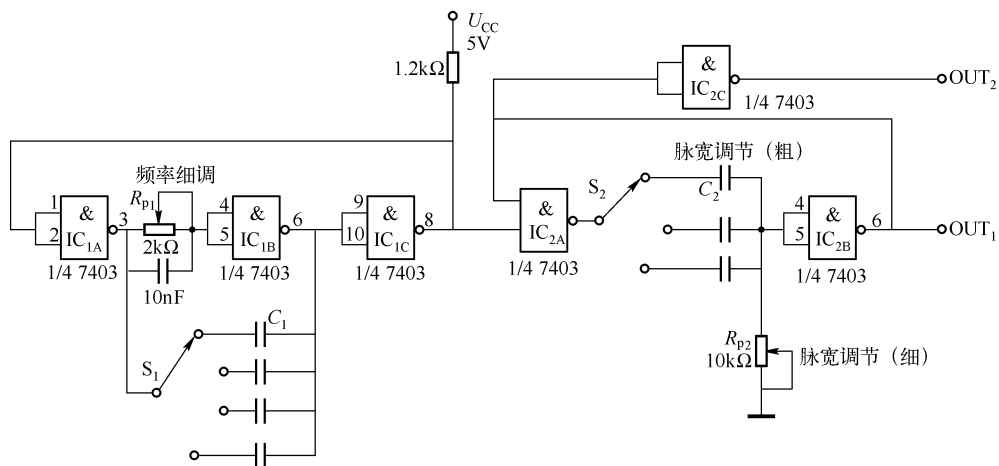 U_CC
5V
1.2kΩ
&
IC_2C
1/4 7403
OUT_2
频率细调
R_p1
2kΩ
10nF
1
2
&
IC_1A
3
1/4 7403
4
5
&
IC_1B
6
1/4 7403
9
10
&
IC_1C
8
1/4 7403
&
IC_2A
1/4 7403
S_2
脉宽调节（粗）
C_2
4
5
&
IC_2B
6
1/4 7403
OUT_1
S_1
C_1
R_p2
10kΩ
脉宽调节（细）